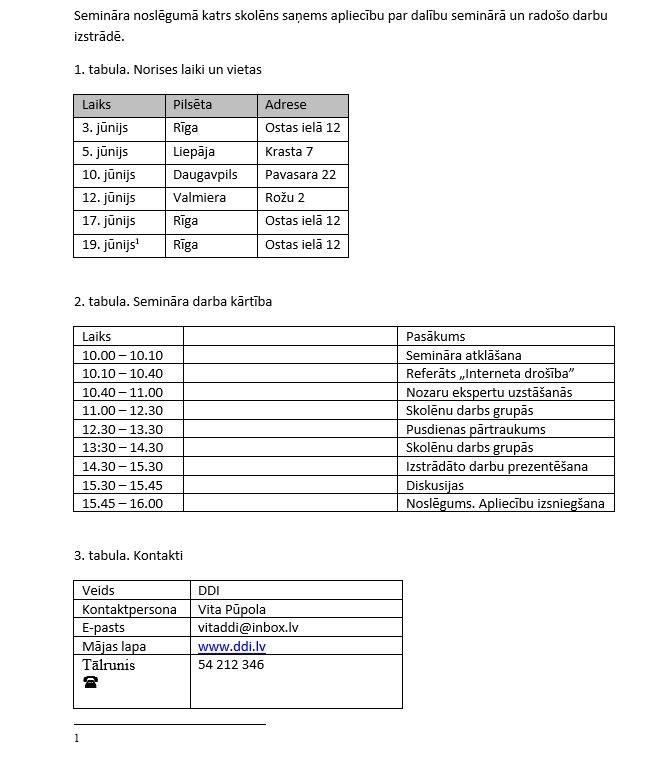 Semināra noslēgumā katrs skolēns saņems apliecību par dalību seminārā un radošo darbu
izstrādē.
1. tabula. Norises laiki un vietas
Laiks Pilsēta Adrese
3. jūnijs Rīga Ostas ielā 12
5. jūnijs Liepāja Krasta 7
10. jūnijs Daugavpils Pavasara 22
12. jūnijs Valmiera Rožu 2
17. jūnijs Rīga Ostas ielā 12
19. jūnijs¹ Rīga Ostas ielā 12
2. tabula. Semināra darba kārtība
Laiks Pasākums
10.00 – 10.10 Semināra atklāšana
10.10 – 10.40 Referāts „Interneta drošība”
10.40 – 11.00 Nozaru ekspertu uzstāšanās
11.00 – 12.30 Skolēnu darbs grupās
12.30 – 13.30 Pusdienas pārtraukums
13:30 – 14.30 Skolēnu darbs grupās
14.30 – 15.30 Izstrādāto darbu prezentēšana
15.30 – 15.45 Diskusijas
15.45 – 16.00 Noslēgums. Apliecību izsniegšana
3. tabula. Kontakti
Veids DDI
Kontaktpersona Vita Pūpola
E-pasts vitaddi@inbox.lv
Mājas lapa www.ddi.lv
Tālrunis 54 212 346
1